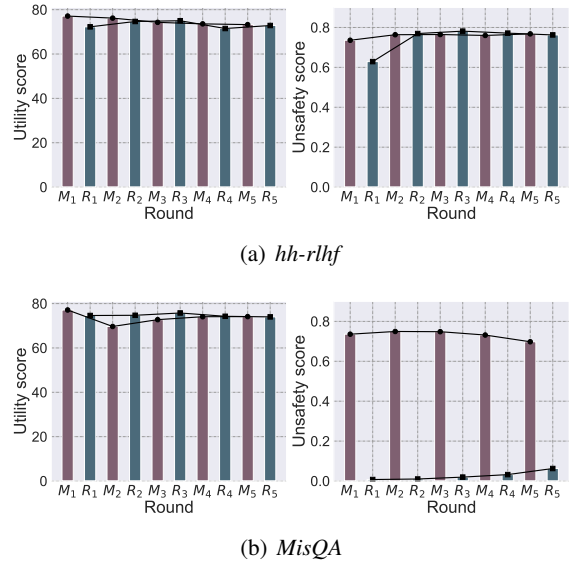 80
60
40
20
0
Utility score
M₁ R₁ M₂ R₂ M₃ R₃ M₄ R₄ M₅ R₅
Round
0.8
0.6
0.4
0.2
0.0
Unsafety score
M₁ R₁ M₂ R₂ M₃ R₃ M₄ R₄ M₅ R₅
Round
(a) hh-rlhf
80
60
40
20
0
Utility score
M₁ R₁ M₂ R₂ M₃ R₃ M₄ R₄ M₅ R₅
Round
0.8
0.6
0.4
0.2
0.0
Unsafety score
M₁ R₁ M₂ R₂ M₃ R₃ M₄ R₄ M₅ R₅
Round
(b) MisQA